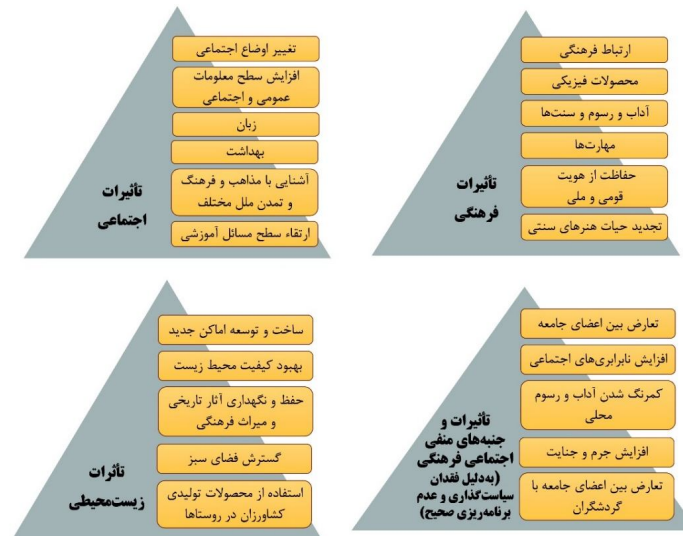 ارتباط فرهنگی
محصولات فیزیکی
آداب و رسوم و سنت‌ها
مهارت‌ها
حفاظت از هویت
قومی و ملی
تجدید حیات هنرهای سنتی
تأثیرات
فرهنگی
تغییر اوضاع اجتماعی
افزایش سطح معلومات
عمومی و اجتماعی
زبان
بهداشت
آشنایی با مذاهب و فرهنگ
و تمدن ملل مختلف
ارتقاء سطح مسائل آموزشی
تأثیرات
اجتماعی
تعارض بین اعضای جامعه
افزایش نابرابری‌های اجتماعی
کمرنگ شدن آداب و رسوم
محلی
افزایش جرم و جنایت
تعارض بین اعضای جامعه با
گردشگران
تأثیرات و
جنبه‌های منفی
اجتماعی فرهنگی
(به‌دلیل فقدان
سیاست‌گذاری و عدم
برنامه‌ریزی صحیح)
ساخت و توسعه اماکن جدید
بهبود کیفیت محیط زیست
حفظ و نگهداری آثار تاریخی
و میراث فرهنگی
گسترش فضای سبز
استفاده از محصولات تولیدی
کشاورزان در روستاها
تأثرات
زیست‌محیطی